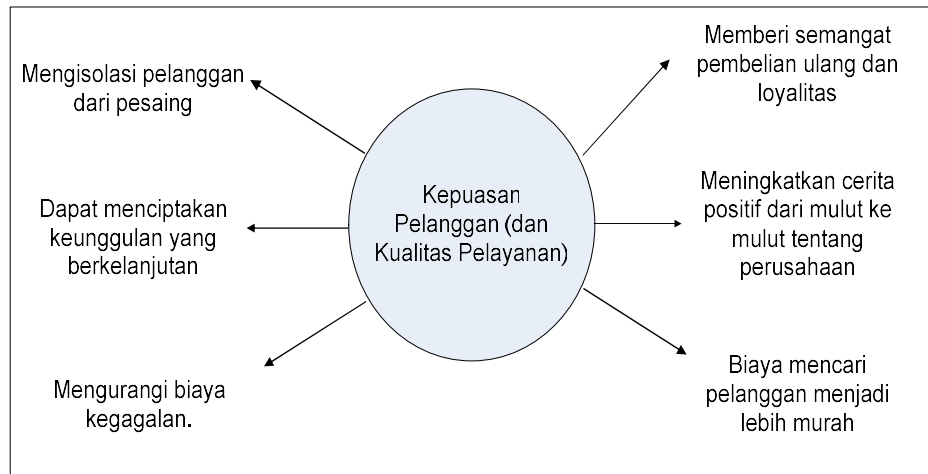 Mengisolasi pelanggan
dari pesaing
Dapat menciptakan
keunggulan yang
berkelanjutan
Mengurangi biaya
kegagalan.
Kepuasan
Pelanggan (dan
Kualitas Pelayanan)
Memberi semangat
pembelian ulang dan
loyalitas
Meningkatkan cerita
positif dari mulut ke
mulut tentang
perusahaan
Biaya mencari
pelanggan menjadi
lebih murah